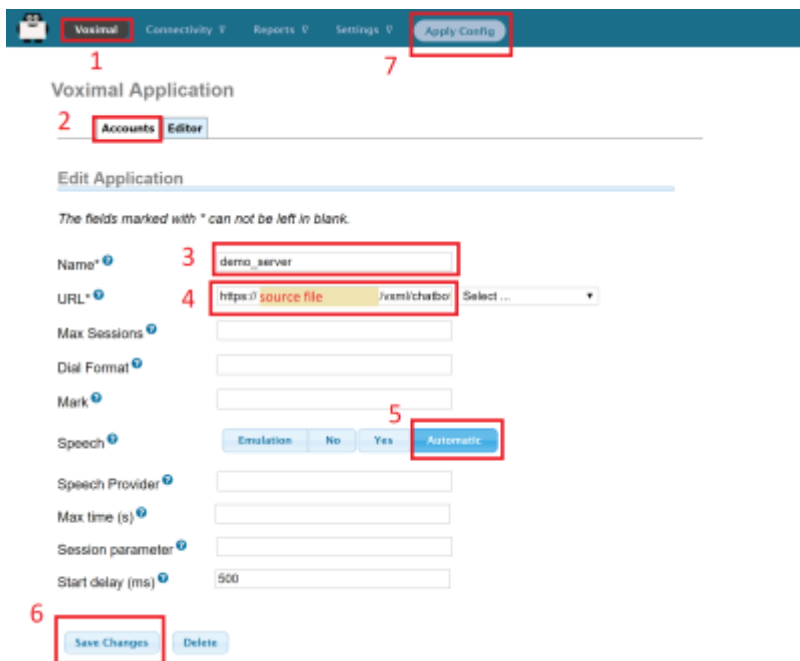 Voximal Connectivity Reports Settings Apply Config
1 7
Voximal Application
2 Accounts Editor
Edit Application
The fields marked with * can not be left in blank.
Name* 3 demo_server
URL* 4 https:// source file /vxml/chatbo Select ...
Max Sessions
Dial Format
Mark
5
Speech Emulation No Yes Automatic
Speech Provider
Max time (s)
Session parameter
Start delay (ms) 500
6
Save Changes Delete